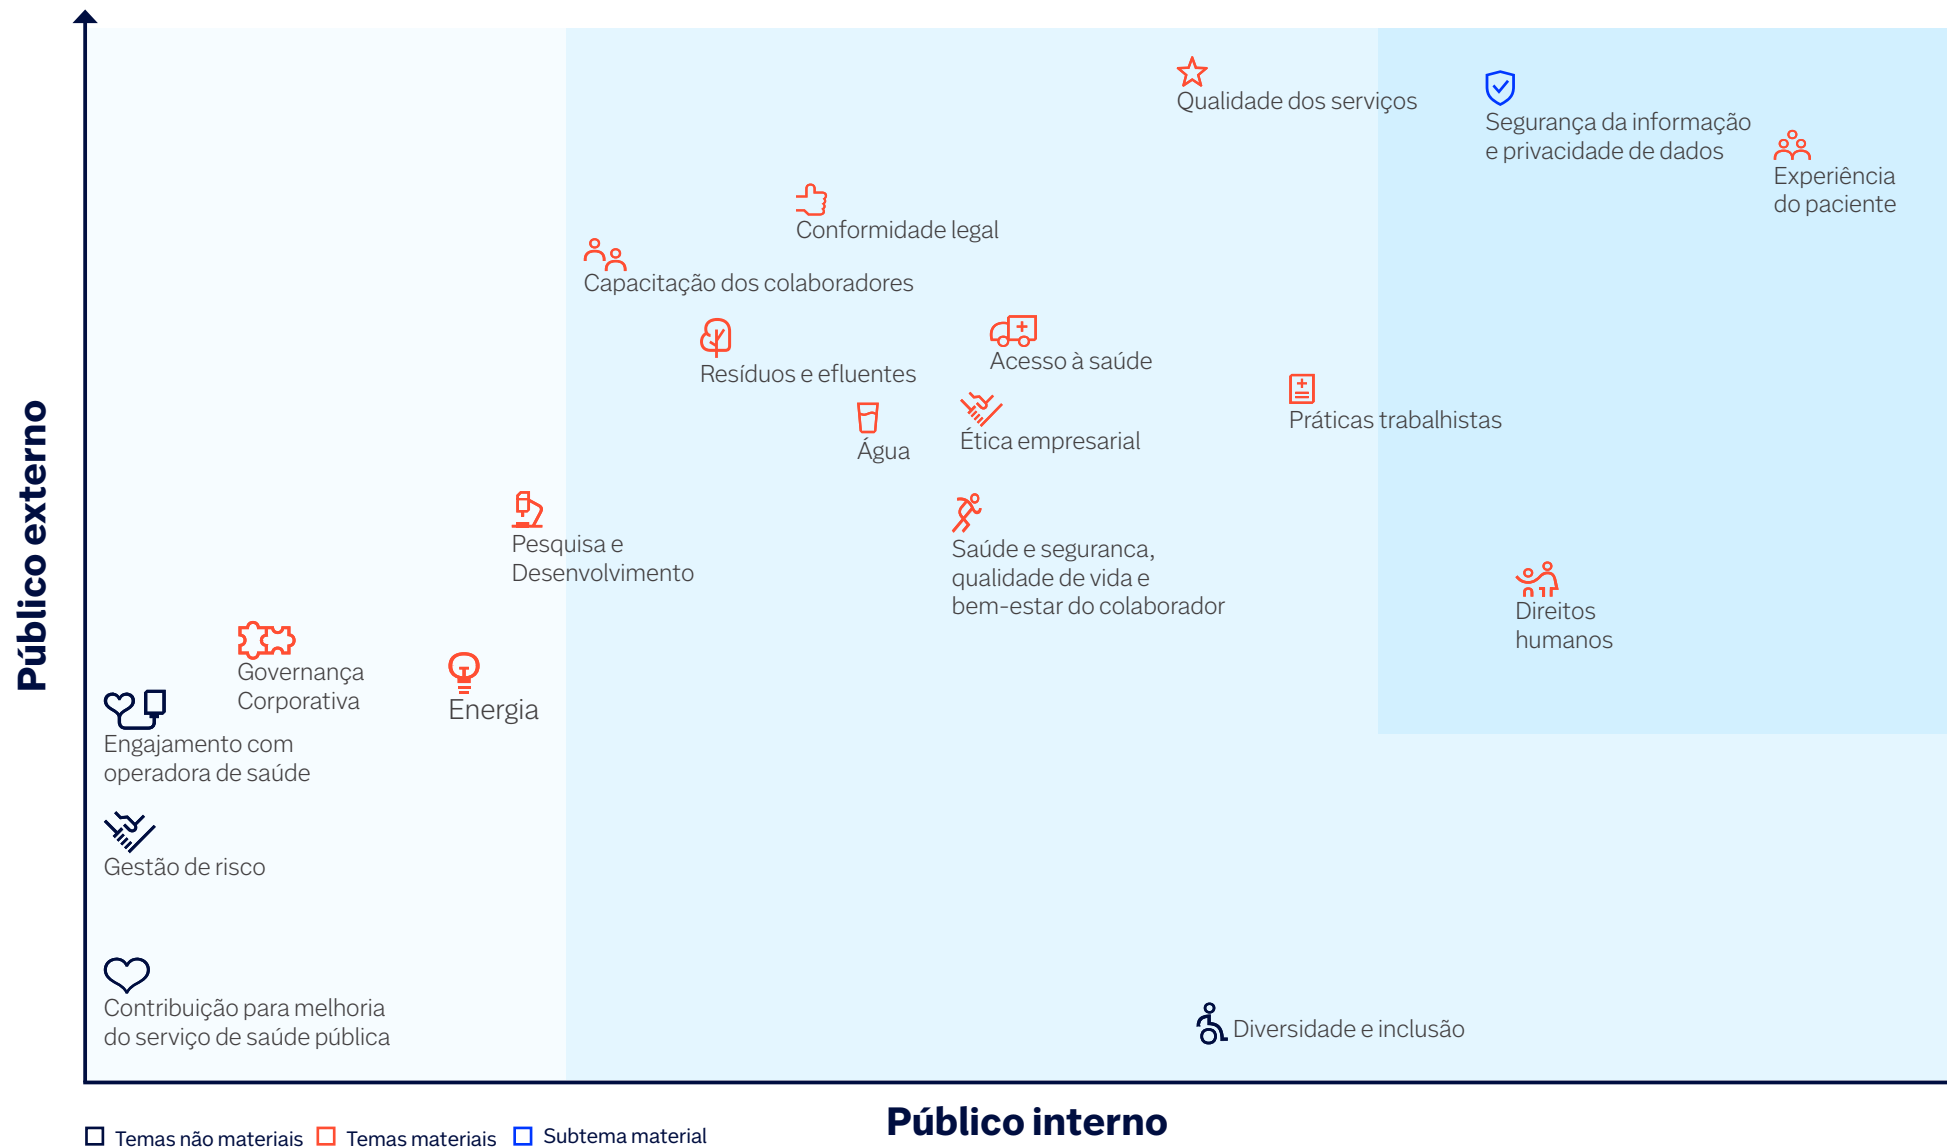 Qualidade dos serviços
Segurança da informação
e privacidade de dados
Experiência
do paciente
Conformidade legal
Capacitação dos colaboradores
Resíduos e efluentes
Acesso à saúde
Práticas trabalhistas
Água
Ética empresarial
Pesquisa e
Desenvolvimento
Saúde e seguranca,
qualidade de vida e
bem-estar do colaborador
Direitos
humanos
Governança
Corporativa
Energia
Engajamento com
operadora de saúde
Gestão de risco
Contribuição para melhoria
do serviço de saúde pública
Diversidade e inclusão
Público externo
Público interno
Temas não materiais
Temas materiais
Subtema material